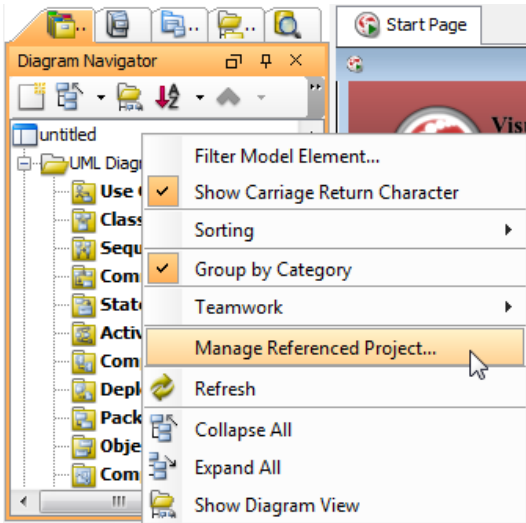 Start Page
Diagram Navigator
untitled
UML Diagr
Use
Class
Sequ
Com
State
Activ
Com
Depl
Pack
Obje
Com
Filter Model Element...
Show Carriage Return Character
Sorting
Group by Category
Teamwork
Manage Referenced Project...
Refresh
Collapse All
Expand All
Show Diagram View
Vis